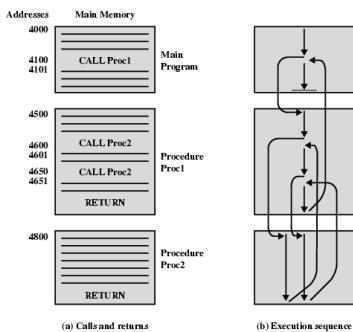 Addresses Main Memory
4000
4100 CALL Proc1
4101
Main
Program
4500
4600 CALL Proc2
4601
4650 CALL Proc2
4651
RETURN
Procedure
Proc1
4800
RETURN
Procedure
Proc2
(a) Calls and returns
(b) Execution sequence